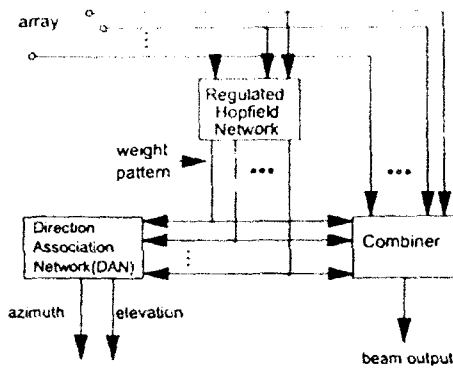 array
Regulated
Hopfield
Network
weight
pattern
Direction
Association
Network(DAN)
Combiner
azimuth
elevation
beam output